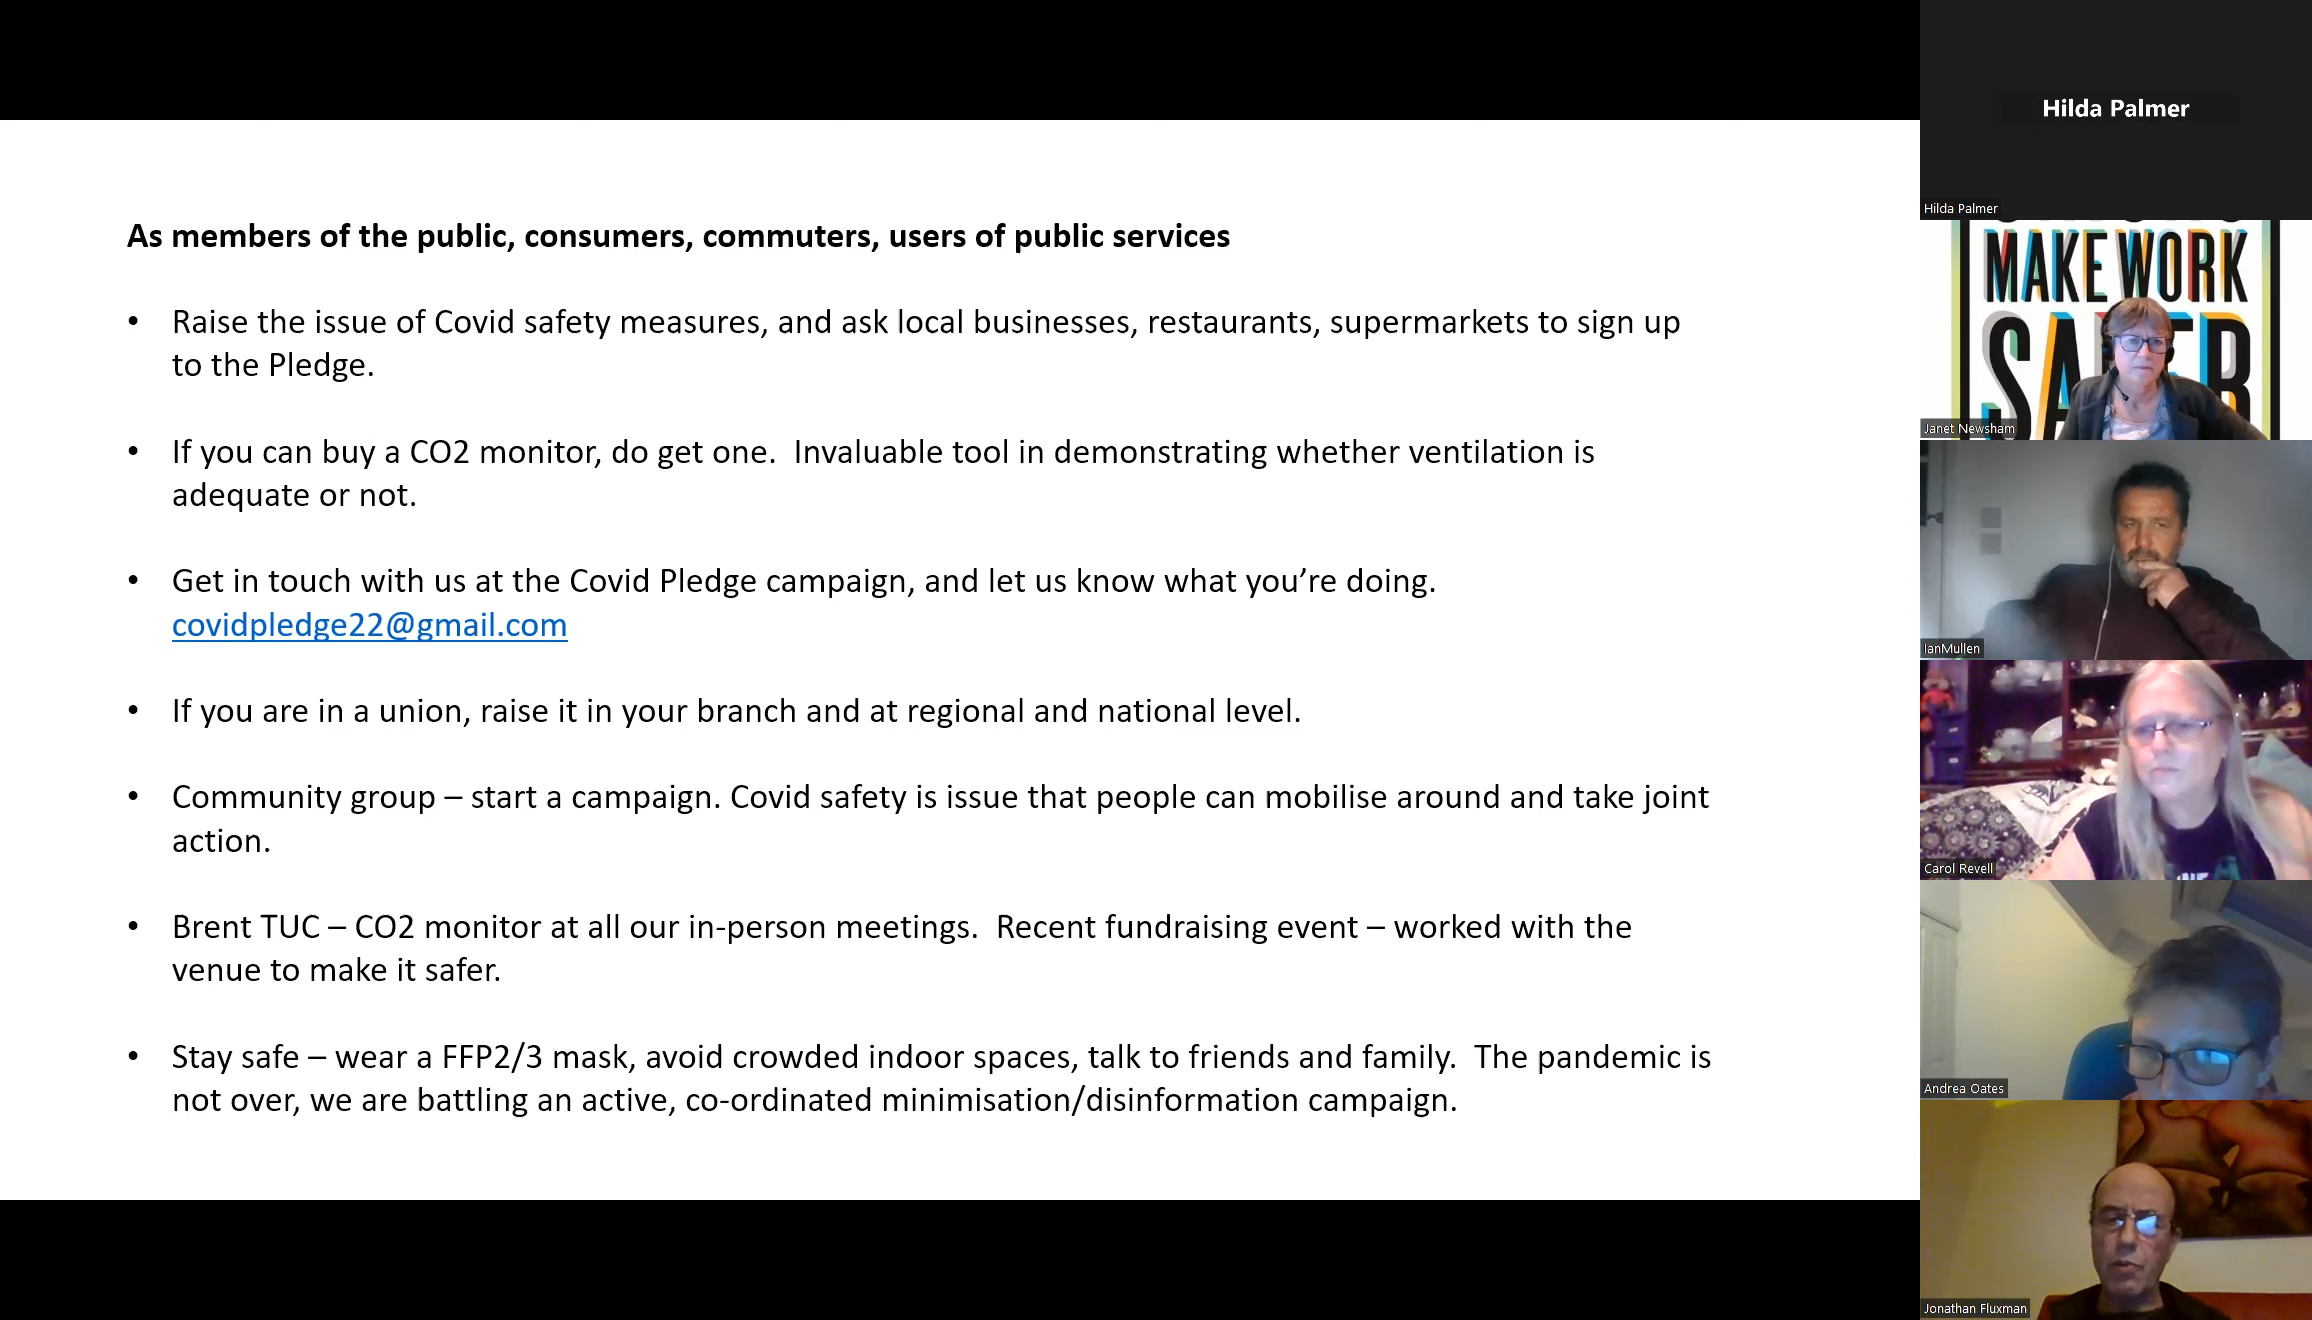 As members of the public, consumers, commuters, users of public services
• Raise the issue of Covid safety measures, and ask local businesses, restaurants, supermarkets to sign up
to the Pledge.
• If you can buy a CO2 monitor, do get one.  Invaluable tool in demonstrating whether ventilation is
adequate or not.
• Get in touch with us at the Covid Pledge campaign, and let us know what you’re doing.
covidpledge22@gmail.com
• If you are in a union, raise it in your branch and at regional and national level.
• Community group – start a campaign. Covid safety is issue that people can mobilise around and take joint
action.
• Brent TUC – CO2 monitor at all our in-person meetings.  Recent fundraising event – worked with the
venue to make it safer.
• Stay safe – wear a FFP2/3 mask, avoid crowded indoor spaces, talk to friends and family.  The pandemic is
not over, we are battling an active, co-ordinated minimisation/disinformation campaign.
Hilda Palmer
Hilda Palmer
MAKE WORK
Janet Newsham
IanMullen
Carol Revell
Andrea Oates
Jonathan Fluxman